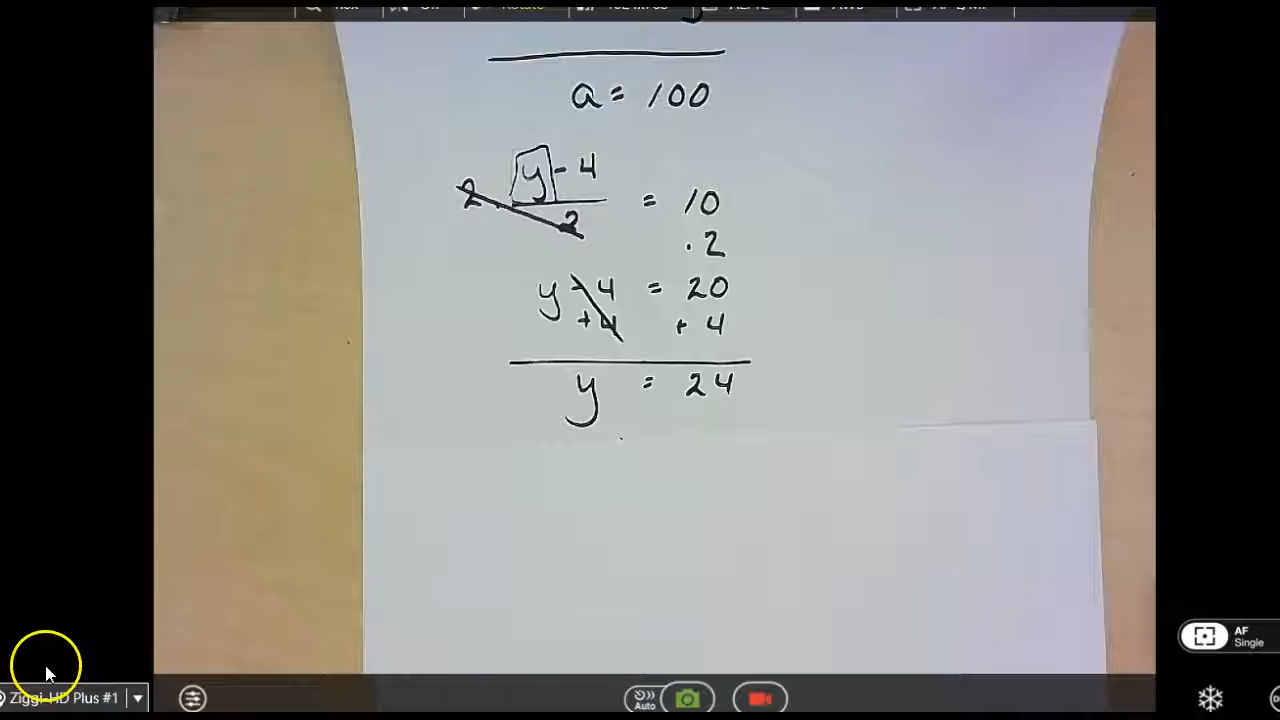 a = 100
y - 4
2 · 2 = 10
· 2
y - 4 = 20
+ 4 + 4
y = 24
AF
Single
Ziggi-HD Plus #1
Auto